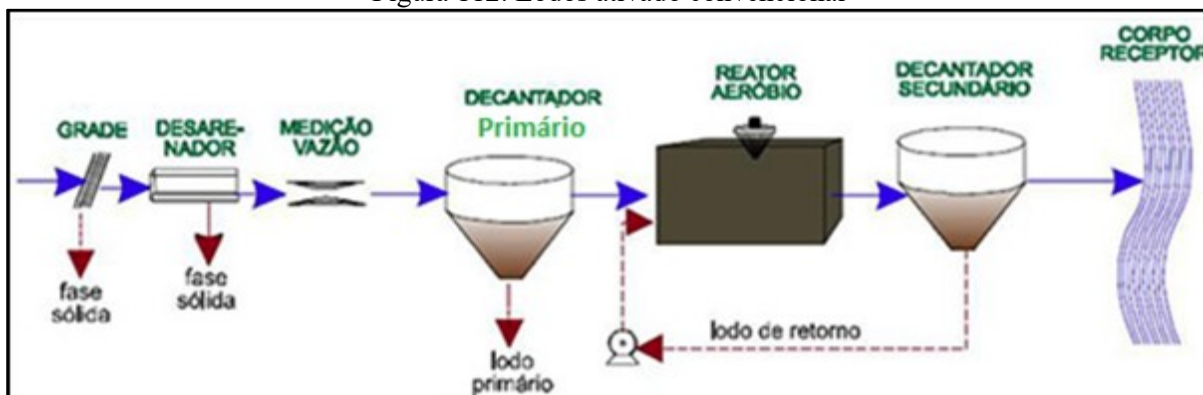 GRADE
DESARE-
NADOR
MEDIÇÃO
VAZÃO
DECANTADOR
Primário
REATOR
AERÓBIO
DECANTADOR
SECUNDÁRIO
CORPO
RECEPTOR
fase
sólida
fase
sólida
lodo
primário
lodo de retorno